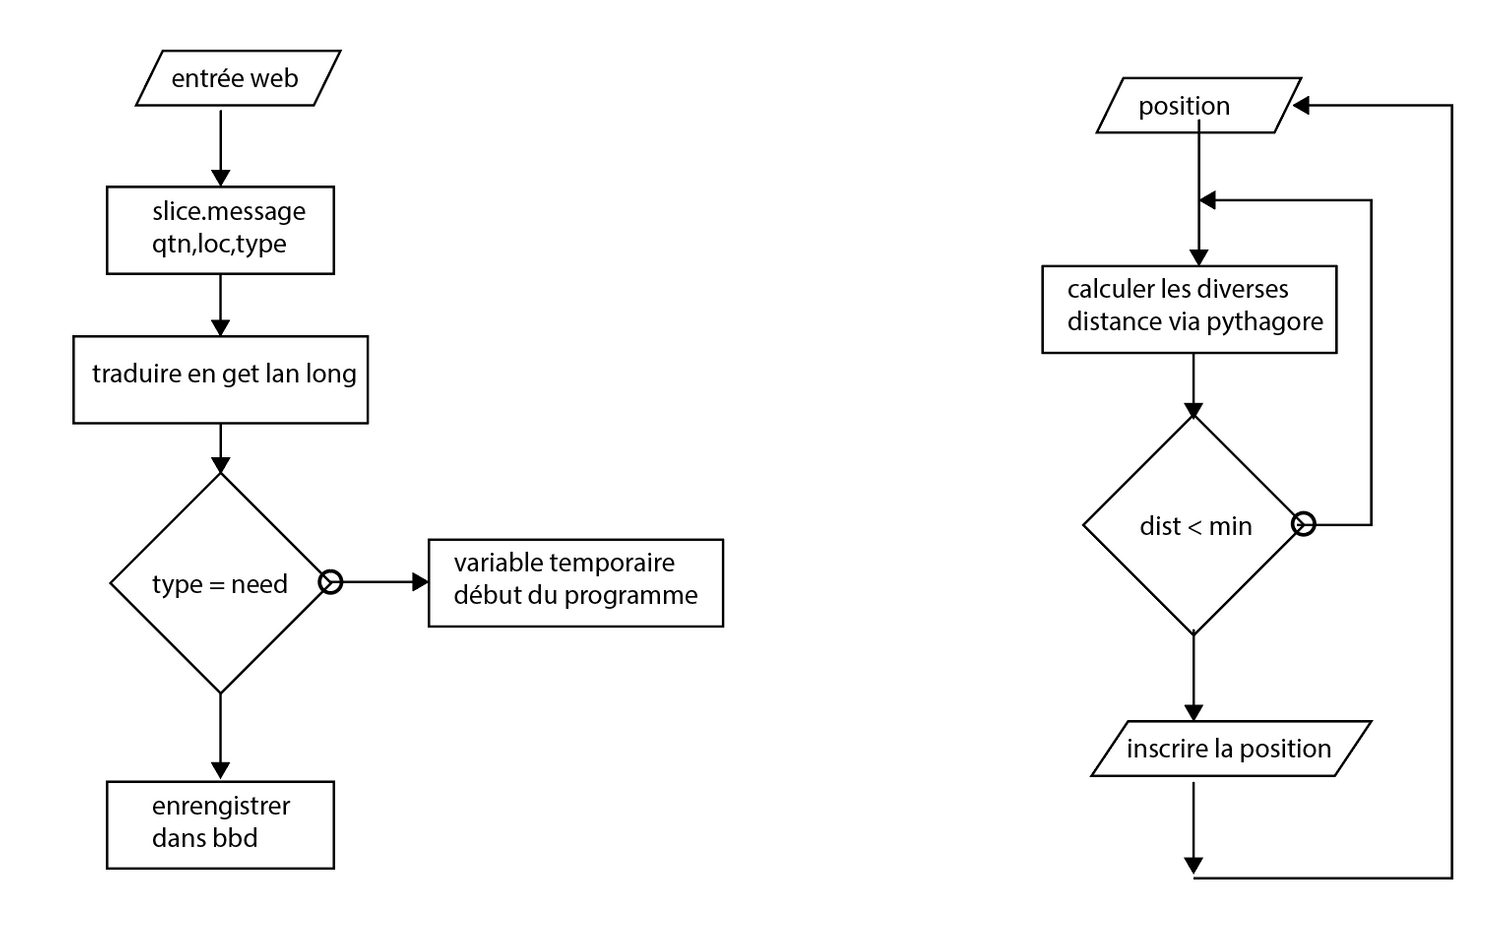 entrée web
slice.message
qtn,loc,type
traduire en get lan long
type = need
variable temporaire
début du programme
enrengistrer
dans bbd
position
calculer les diverses
distance via pythagore
dist < min
inscrire la position